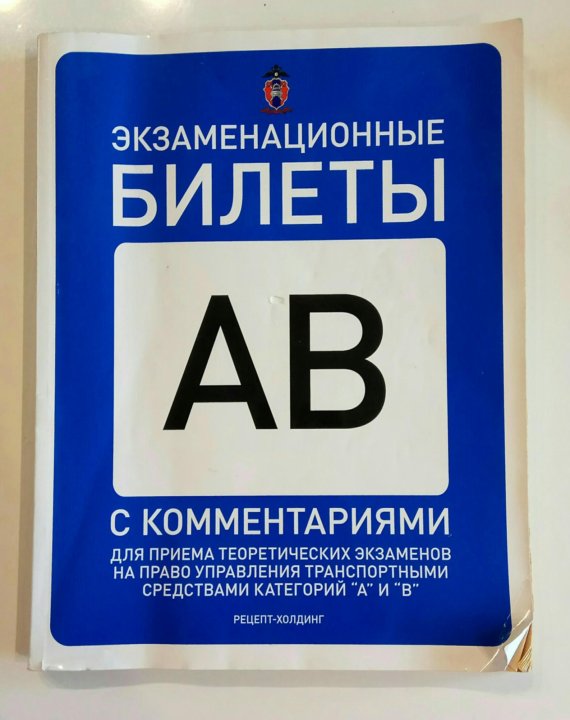 ЭКЗАМЕНАЦИОННЫЕ
БИЛЕТЫ
АВ
С КОММЕНТАРИЯМИ
ДЛЯ ПРИЕМА ТЕОРЕТИЧЕСКИХ ЭКЗАМЕНОВ
НА ПРАВО УПРАВЛЕНИЯ ТРАНСПОРТНЫМИ
СРЕДСТВАМИ КАТЕГОРИЙ “А” И “В”
РЕЦЕПТ-ХОЛДИНГ